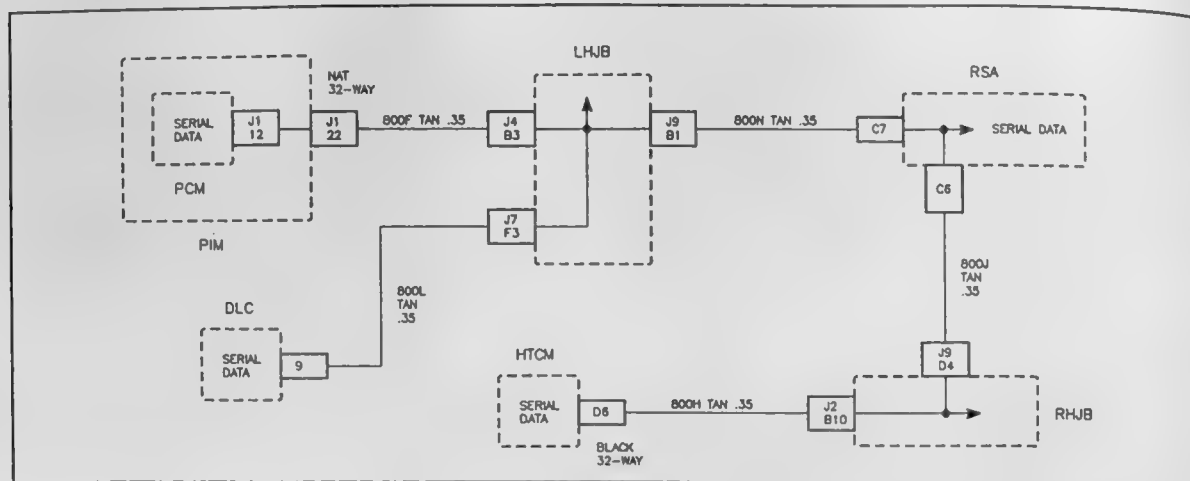 LHJB
RSA
NAT
32-WAY
SERIAL
DATA
J1
12
J1
22
800F TAN .35
J4
B3
J9
B1
800N TAN .35
C7
SERIAL DATA
PCM
C6
PIM
J7
F3
800L
TAN
.35
800J
TAN
.35
DLC
SERIAL
DATA
9
HTCM
SERIAL
DATA
D6
800H TAN .35
J2
B10
J9
D4
RHJB
BLACK
32-WAY